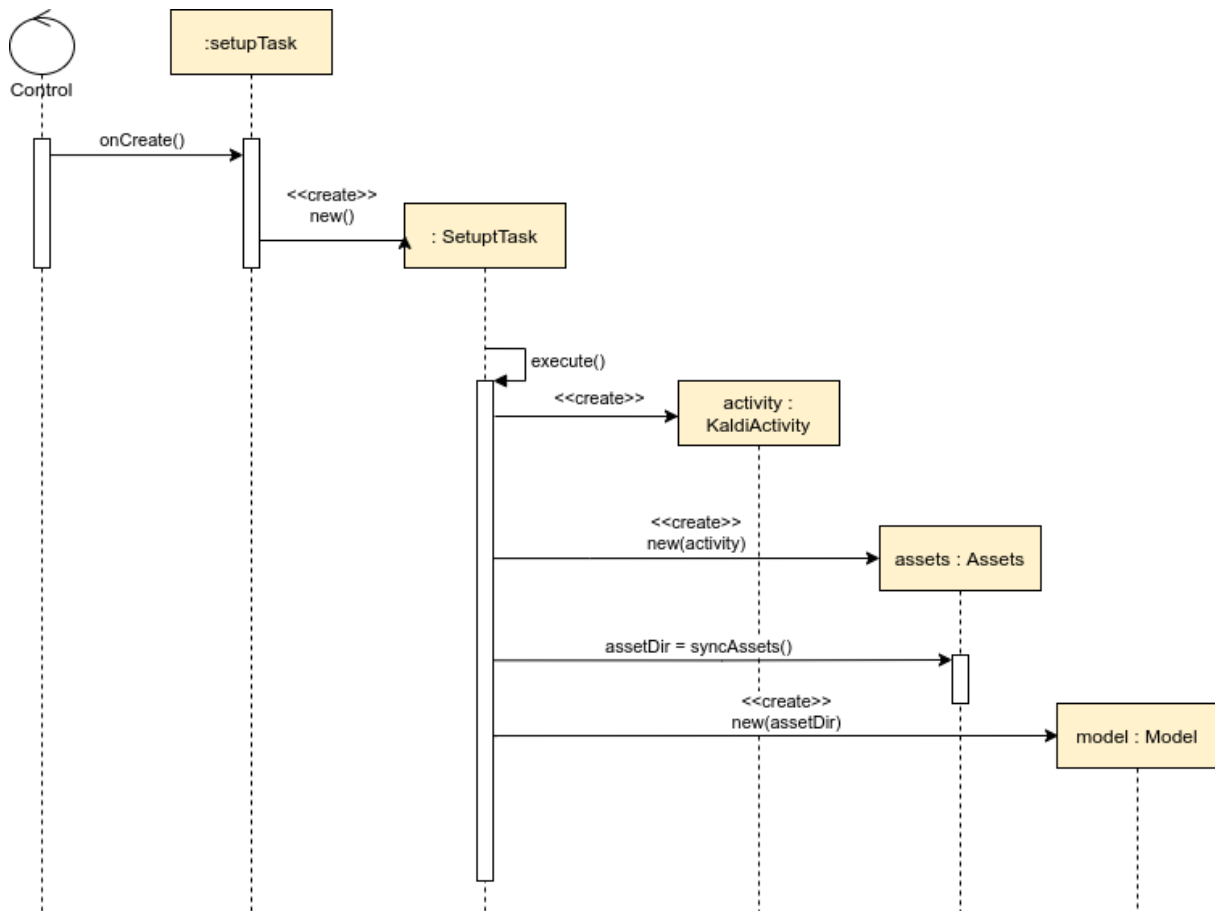 :setupTask
Control
onCreate()
<<create>>
new()
: SetuptTask
execute()
<<create>>
activity :
KaldiActivity
<<create>>
new(activity)
assets : Assets
assetDir = syncAssets()
<<create>>
new(assetDir)
model : Model